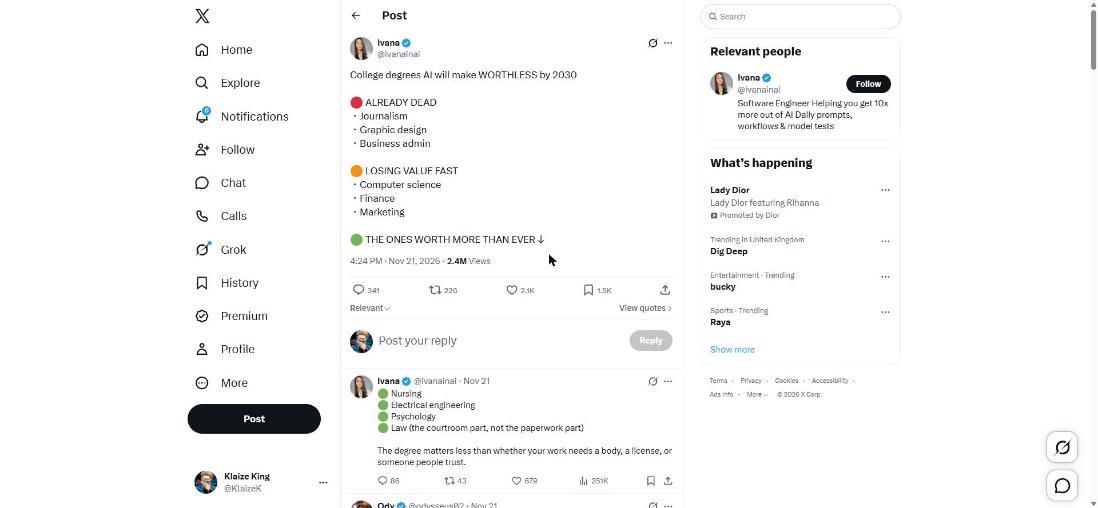 Home
Explore
6
Notifications
Follow
Chat
Calls
Grok
History
Premium
Profile
More
Post
Klaize King
@KlaizeK
Post
Ivana
@ivanainai
College degrees AI will make WORTHLESS by 2030
🔴 ALREADY DEAD
・Journalism
・Graphic design
・Business admin
🟠 LOSING VALUE FAST
・Computer science
・Finance
・Marketing
🟢 THE ONES WORTH MORE THAN EVER ↓
4:24 PM · Nov 21, 2026 · 2.4M Views
341 226 2.1K 1.5K
Relevant View quotes
Post your reply Reply
Ivana @ivanainai · Nov 21
🟢 Nursing
🟢 Electrical engineering
🟢 Psychology
🟢 Law (the courtroom part, not the paperwork part)
The degree matters less than whether your work needs a body, a license, or
someone people trust.
86 43 679 251K
Ody @odysseus02 · Nov 21
Search
Relevant people
Ivana
@ivanainai
Follow
Software Engineer Helping you get 10x
more out of AI Daily prompts,
workflows & model tests
What's happening
Lady Dior
Lady Dior featuring Rihanna
Promoted by Dior
Trending in United Kingdom
Dig Deep
Entertainment · Trending
bucky
Sports · Trending
Raya
Show more
Terms · Privacy · Cookies · Accessibility ·
Ads info · More ··· © 2026 X Corp.